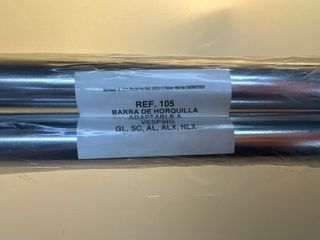 REF. 105
BARRA DE HORQUILLA
ADAPTABLE A
VESPINO
GL, SC, AL, ALX, NLX